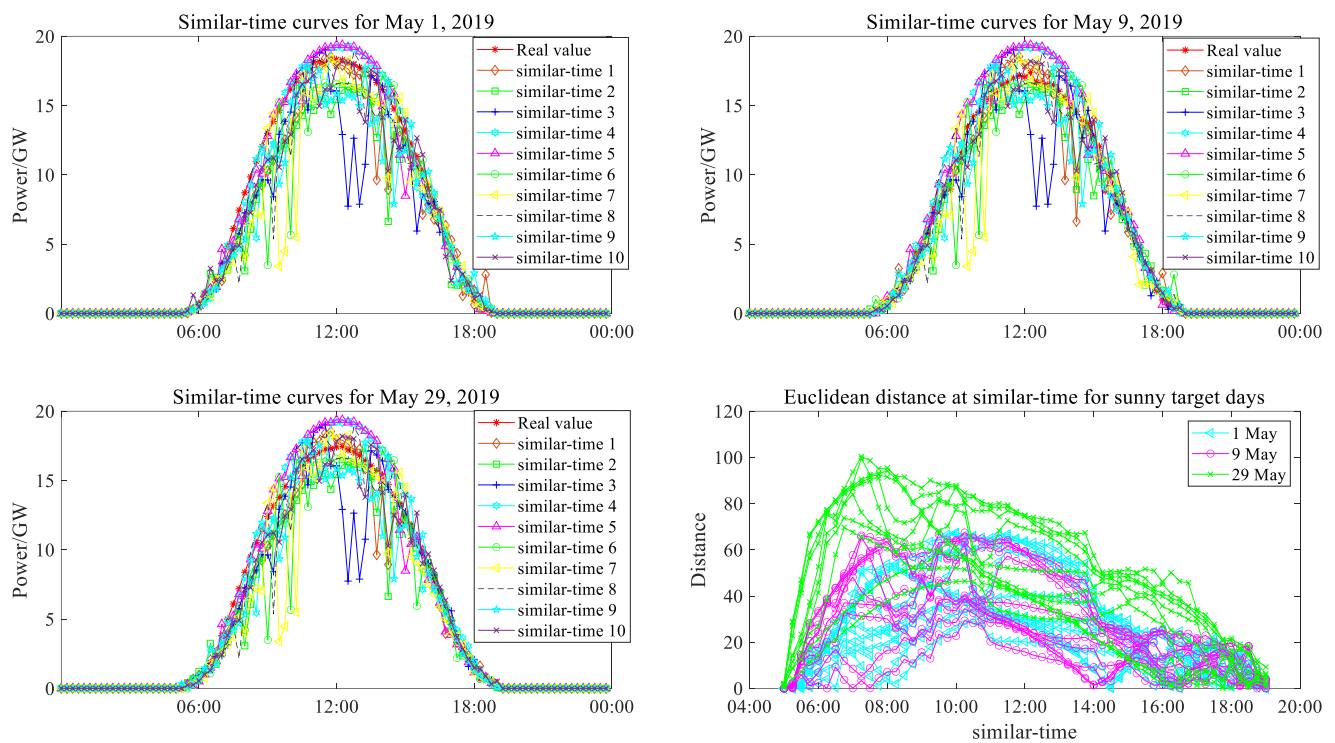 Similar-time curves for May 1, 2019
20
15
10
5
0
Power/GW
06:00
12:00
18:00
00:00
Real value
similar-time 1
similar-time 2
similar-time 3
similar-time 4
similar-time 5
similar-time 6
similar-time 7
similar-time 8
similar-time 9
similar-time 10
Similar-time curves for May 9, 2019
20
15
10
5
0
Power/GW
06:00
12:00
18:00
00:00
Real value
similar-time 1
similar-time 2
similar-time 3
similar-time 4
similar-time 5
similar-time 6
similar-time 7
similar-time 8
similar-time 9
similar-time 10
Similar-time curves for May 29, 2019
20
15
10
5
0
Power/GW
06:00
12:00
18:00
00:00
Real value
similar-time 1
similar-time 2
similar-time 3
similar-time 4
similar-time 5
similar-time 6
similar-time 7
similar-time 8
similar-time 9
similar-time 10
Euclidean distance at similar-time for sunny target days
120
100
80
60
40
20
0
Distance
04:00
06:00
08:00
10:00
12:00
14:00
16:00
18:00
20:00
similar-time
1 May
9 May
29 May